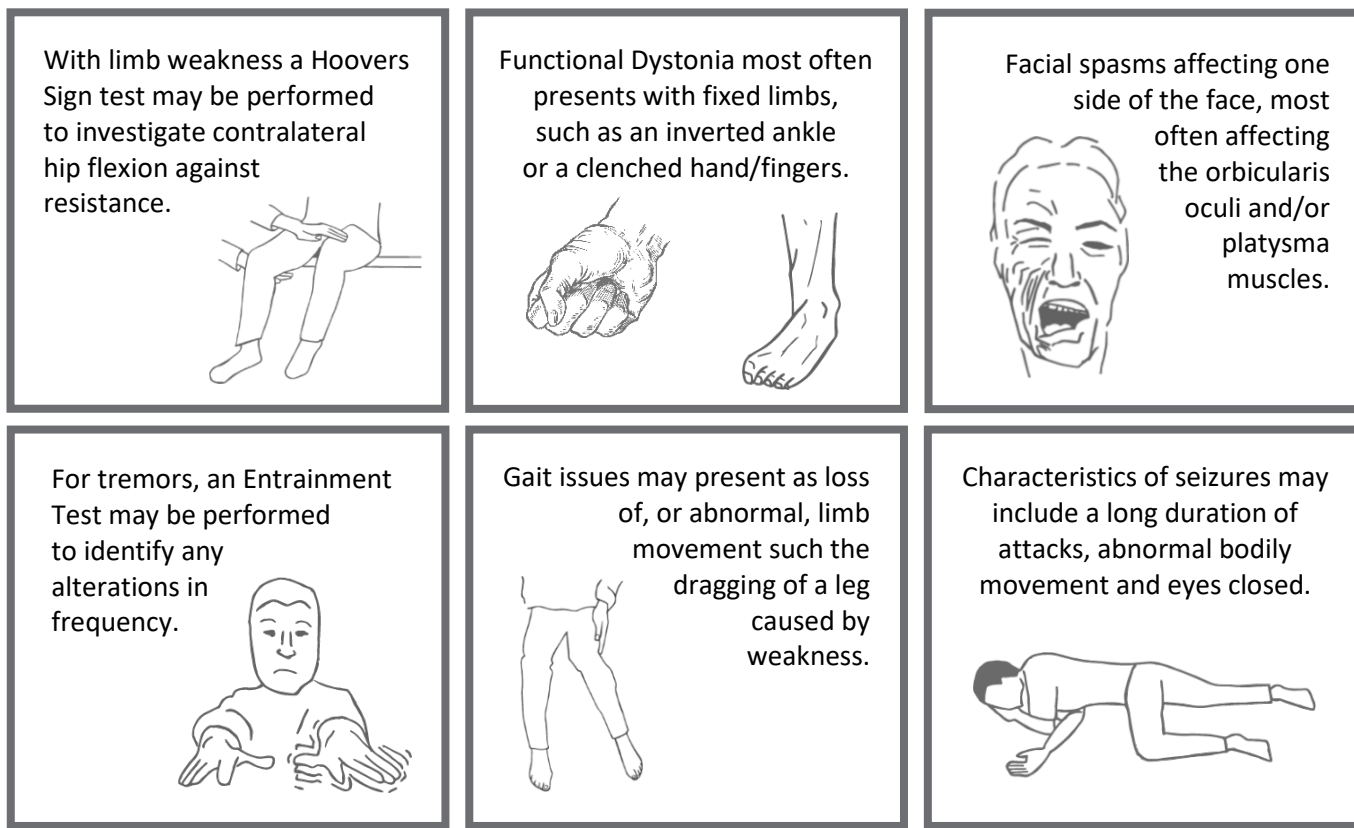 With limb weakness a Hoovers
Sign test may be performed
to investigate contralateral
hip flexion against
resistance.
Functional Dystonia most often
presents with fixed limbs,
such as an inverted ankle
or a clenched hand/fingers.
Facial spasms affecting one
side of the face, most
often affecting
the orbicularis
oculi and/or
platysma
muscles.
For tremors, an Entrainment
Test may be performed
to identify any
alterations in
frequency.
Gait issues may present as loss
of, or abnormal, limb
movement such the
dragging of a leg
caused by
weakness.
Characteristics of seizures may
include a long duration of
attacks, abnormal bodily
movement and eyes closed.